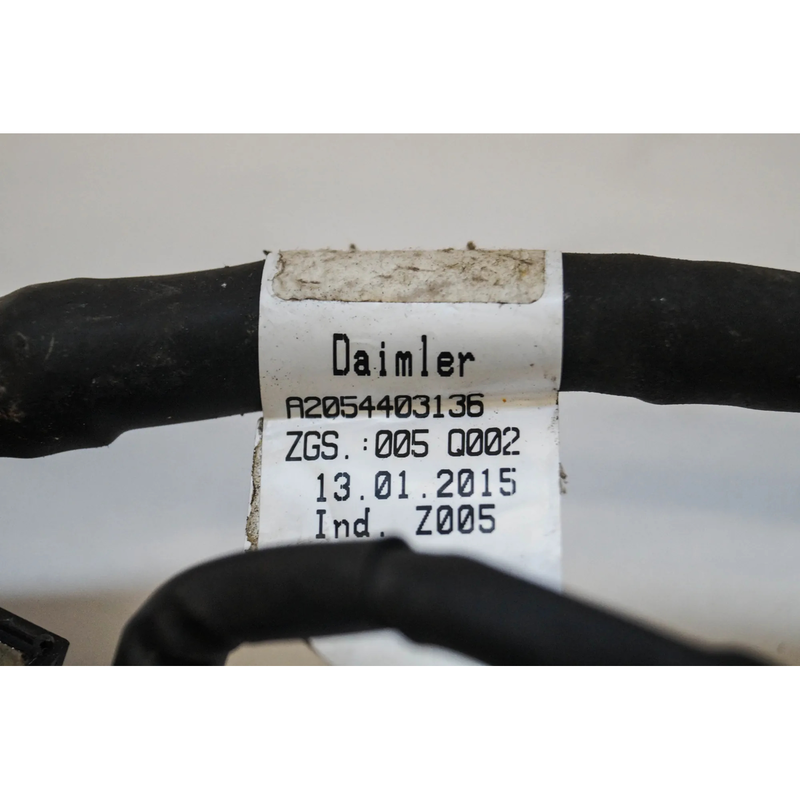 Daimler
A2054403136
ZGS.:005 Q002
13.01.2015
Ind. Z005